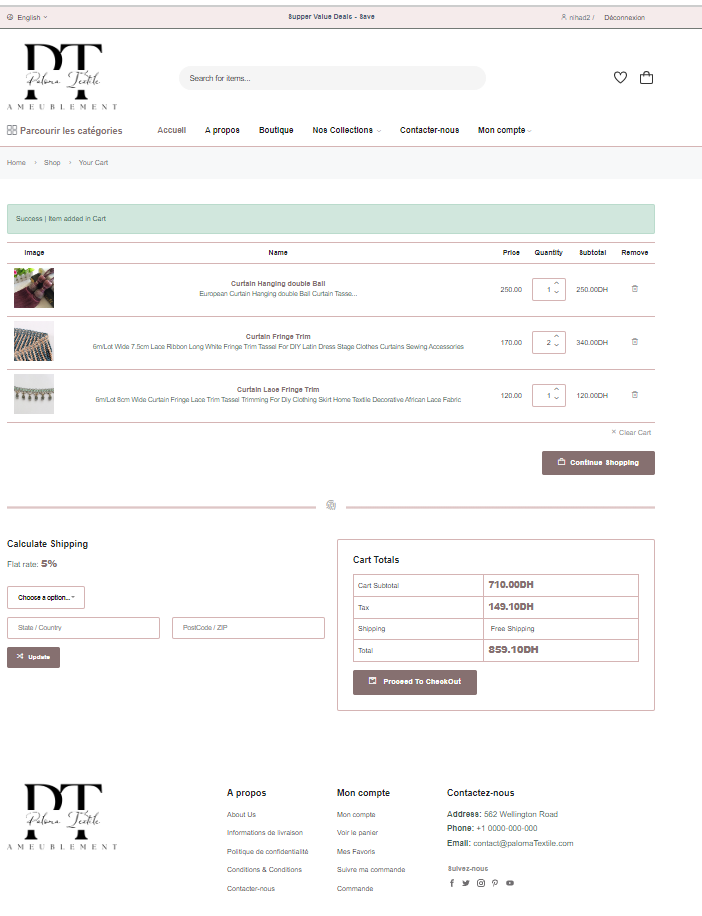 English
Supper Value Deals - Save
nihad2 /
Déconnexion
PT
Paloma Textile
AMEUBLEMENT
Search for items...
Parcourir les catégories
Accueil
A propos
Boutique
Nos Collections
Contacter-nous
Mon compte
Home > Shop > Your Cart
Success | Item added in Cart
Image Name Price Quantity Subtotal Remove
Curtain Hanging double Ball
European Curtain Hanging double Ball Curtain Tasse...
250.00 1 250.00DH
Curtain Fringe Trim
6m/Lot Wide 7.5cm Lace Ribbon Long White Fringe Trim Tassel For DIY Latin Dress Stage Clothes Curtains Sewing Accessories
170.00 2 340.00DH
Curtain Lace Fringe Trim
6m/Lot 8cm Wide Curtain Fringe Lace Trim Tassel Trimming For Diy Clothing Skirt Home Textile Decorative African Lace Fabric
120.00 1 120.00DH
× Clear Cart
Continue Shopping
Calculate Shipping
Flat rate: 5%
Choose a option...
State / Country
PostCode / ZIP
Update
Cart Totals
Cart Subtotal 710.00DH
Tax 149.10DH
Shipping Free Shipping
Total 859.10DH
Proceed To CheckOut
PT
Paloma Textile
AMEUBLEMENT
A propos
About Us
Informations de livraison
Politique de confidentialité
Conditions & Conditions
Contacter-nous
Mon compte
Mon compte
Voir le panier
Mes Favoris
Suivre ma commande
Commande
Contactez-nous
Address: 562 Wellington Road
Phone: +1 0000-000-000
Email: contact@palomaTextile.com
Suivez-nous